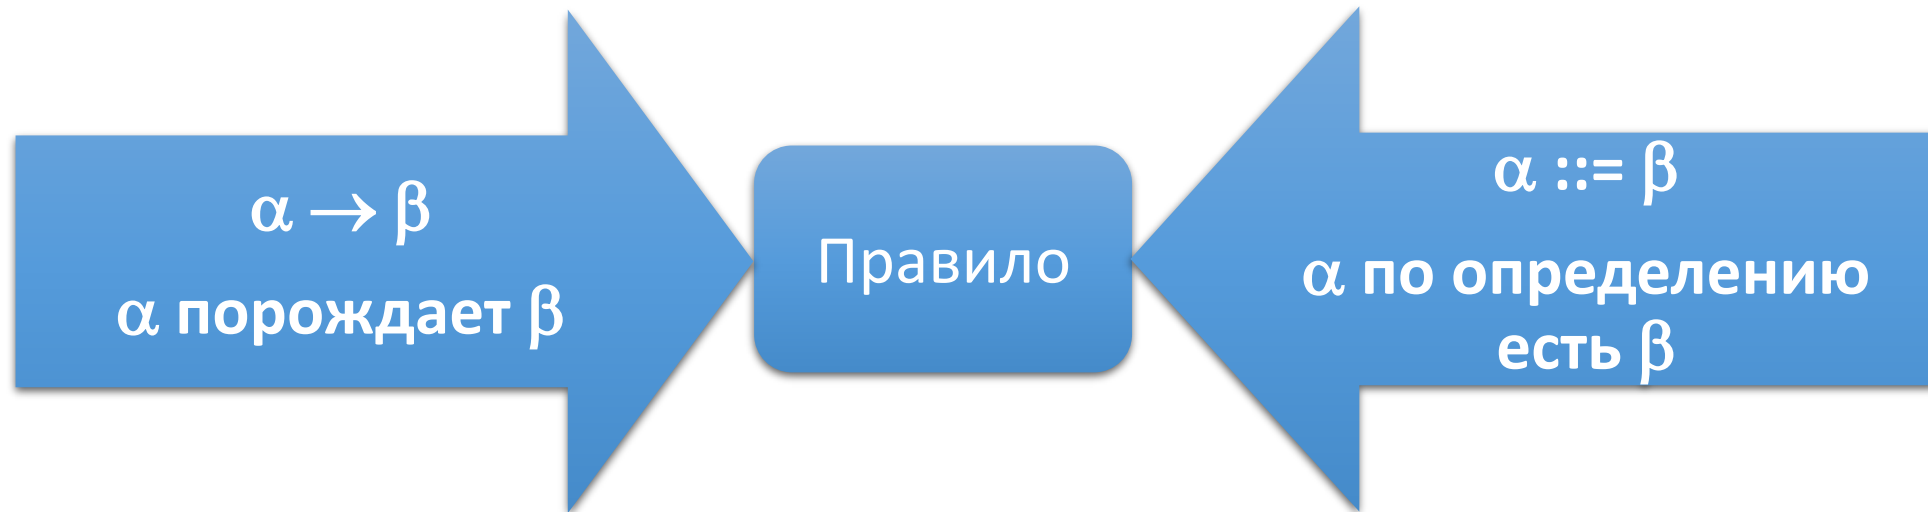 α → β
α порождает β
Правило
α ::= β
α по определению
есть β